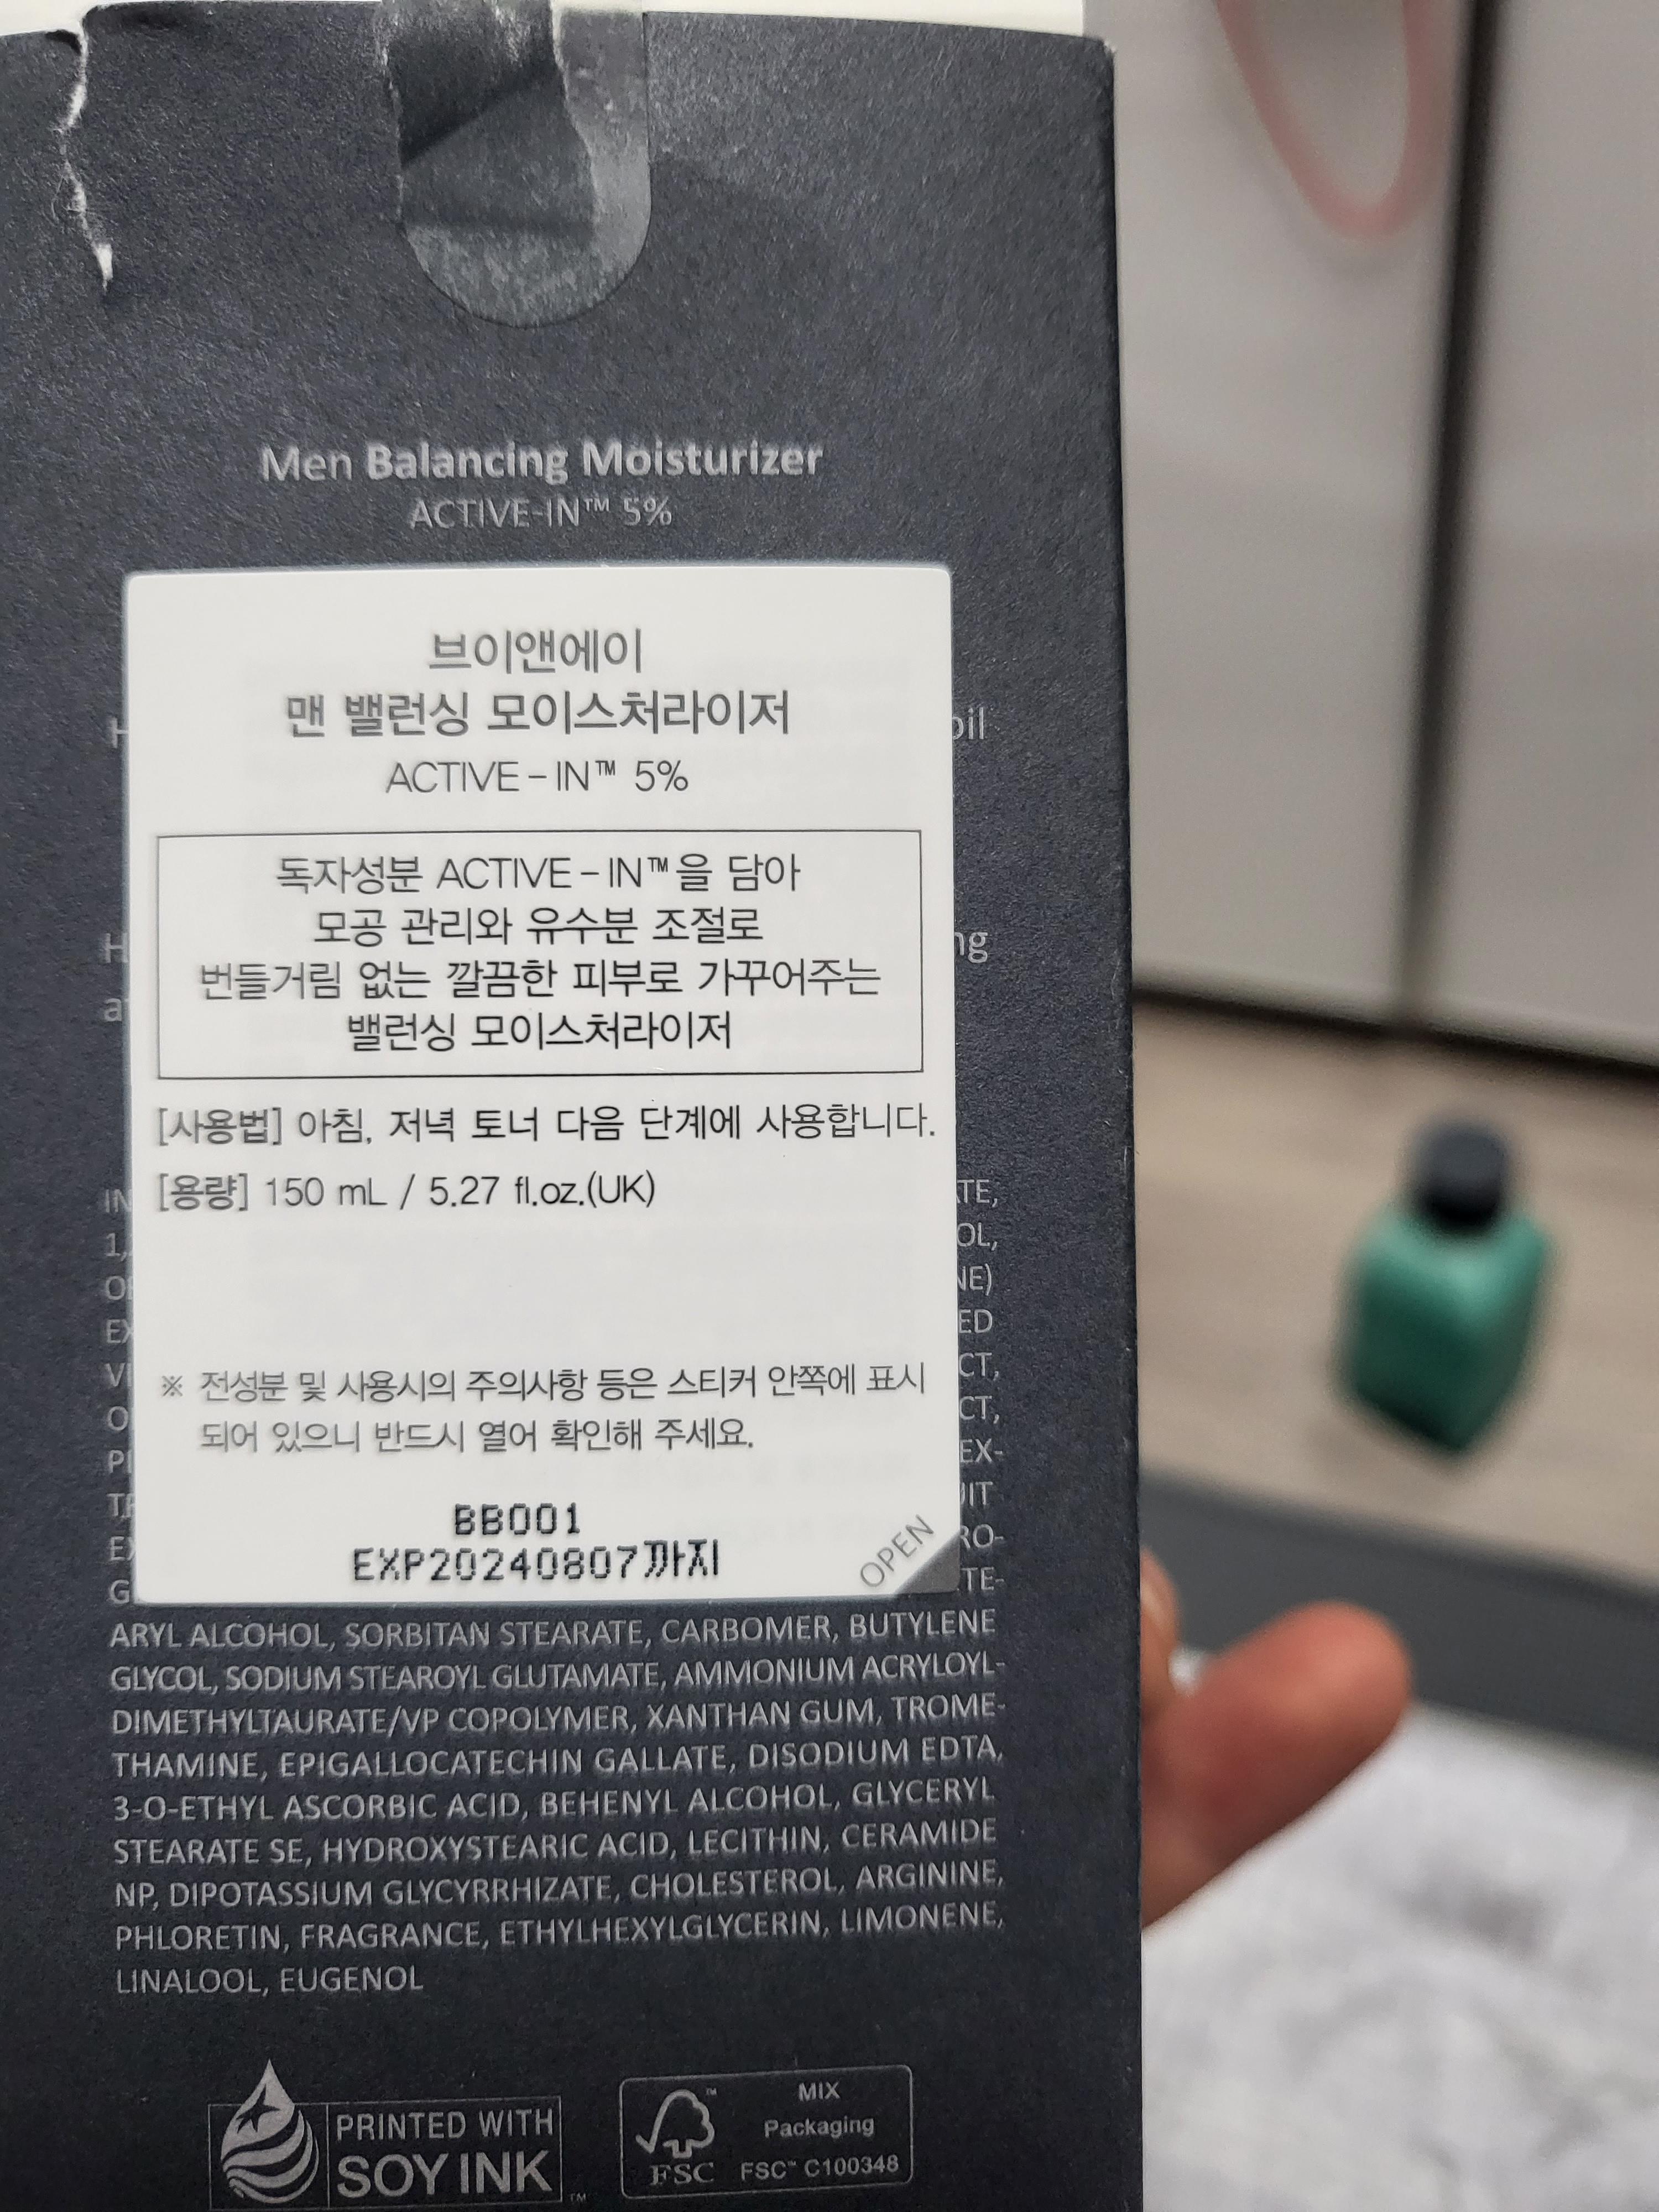 Men Balancing Moisturizer
ACTIVE-IN™ 5%
브이앤에이
맨 밸런싱 모이스처라이저
ACTIVE-IN™ 5%
독자성분 ACTIVE-IN™을 담아
모공 관리와 유수분 조절로
번들거림 없는 깔끔한 피부로 가꾸어주는
밸런싱 모이스처라이저
[사용법] 아침, 저녁 토너 다음 단계에 사용합니다.
[용량] 150 mL / 5.27 fl.oz.(UK)
※ 전성분 및 사용시의 주의사항 등은 스티커 안쪽에 표시
되어 있으니 반드시 열어 확인해 주세요.
BB001
EXP20240807까지
OPEN
ARYL ALCOHOL, SORBITAN STEARATE, CARBOMER, BUTYLENE
GLYCOL, SODIUM STEAROYL GLUTAMATE, AMMONIUM ACRYLOYL-
DIMETHYLTAURATE/VP COPOLYMER, XANTHAN GUM, TROME-
THAMINE, EPIGALLOCATECHIN GALLATE, DISODIUM EDTA,
3-O-ETHYL ASCORBIC ACID, BEHENYL ALCOHOL, GLYCERYL
STEARATE SE, HYDROXYSTEARIC ACID, LECITHIN, CERAMIDE
NP, DIPOTASSIUM GLYCYRRHIZATE, CHOLESTEROL, ARGININE,
PHLORETIN, FRAGRANCE, ETHYLHEXYLGLYCERIN, LIMONENE,
LINALOOL, EUGENOL
PRINTED WITH
SOY INK™
FSC™
MIX
Packaging
FSC™ C100348